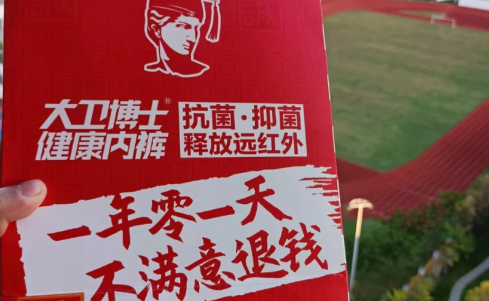 大卫博士®
健康内裤
抗菌·抑菌
释放远红外
一年零一天
不满意退钱